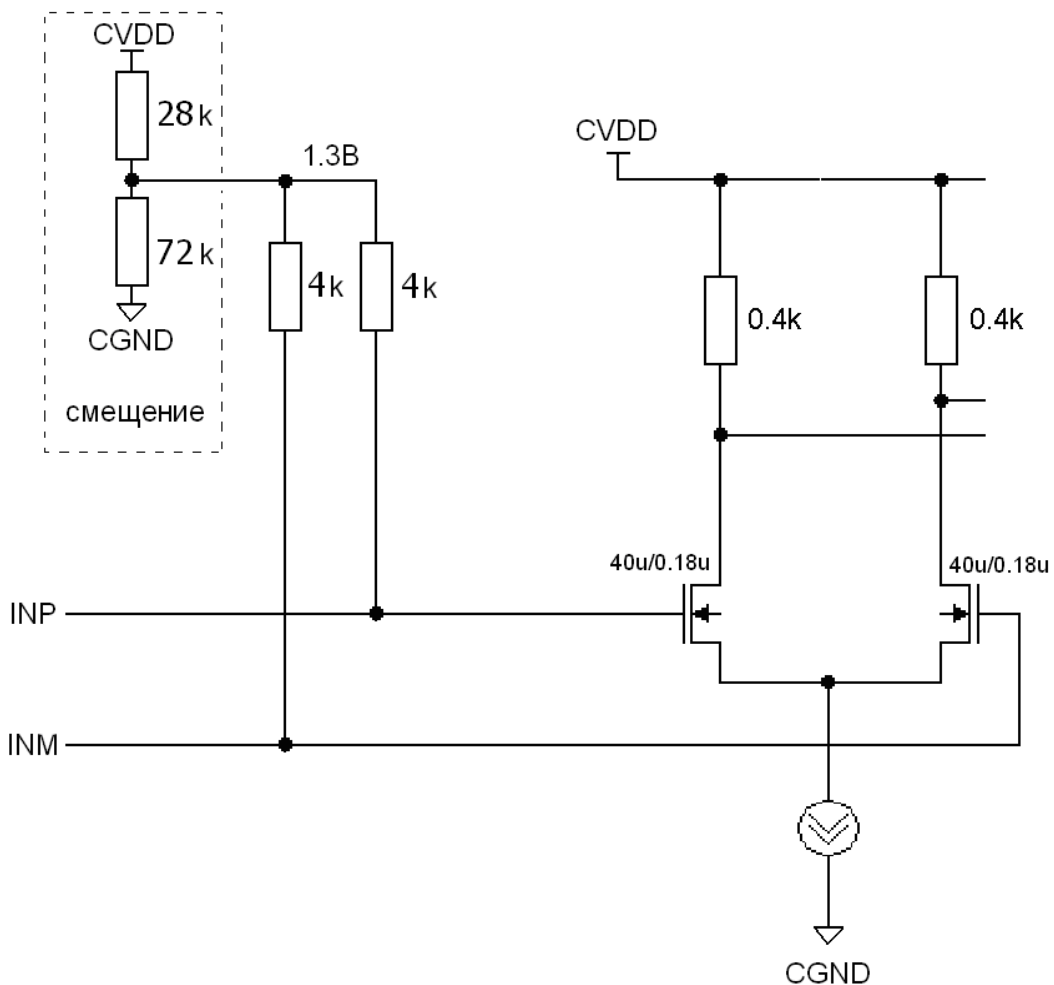 CVDD
28k
1.3В
72k
CGND
смещение
4k
4k
CVDD
0.4k
0.4k
40u/0.18u
40u/0.18u
INP
INM
CGND